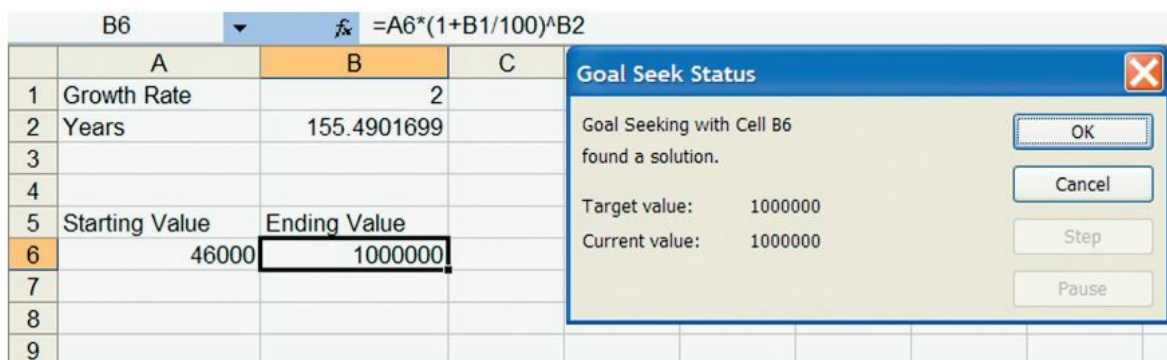 B6 fx =A6*(1+B1/100)^B2
A B C
1 Growth Rate 2
2 Years 155.4901699
3
4
5 Starting Value Ending Value
6 46000 1000000
7
8
9
Goal Seek Status
Goal Seeking with Cell B6
found a solution.
Target value: 1000000
Current value: 1000000
OK
Cancel
Step
Pause